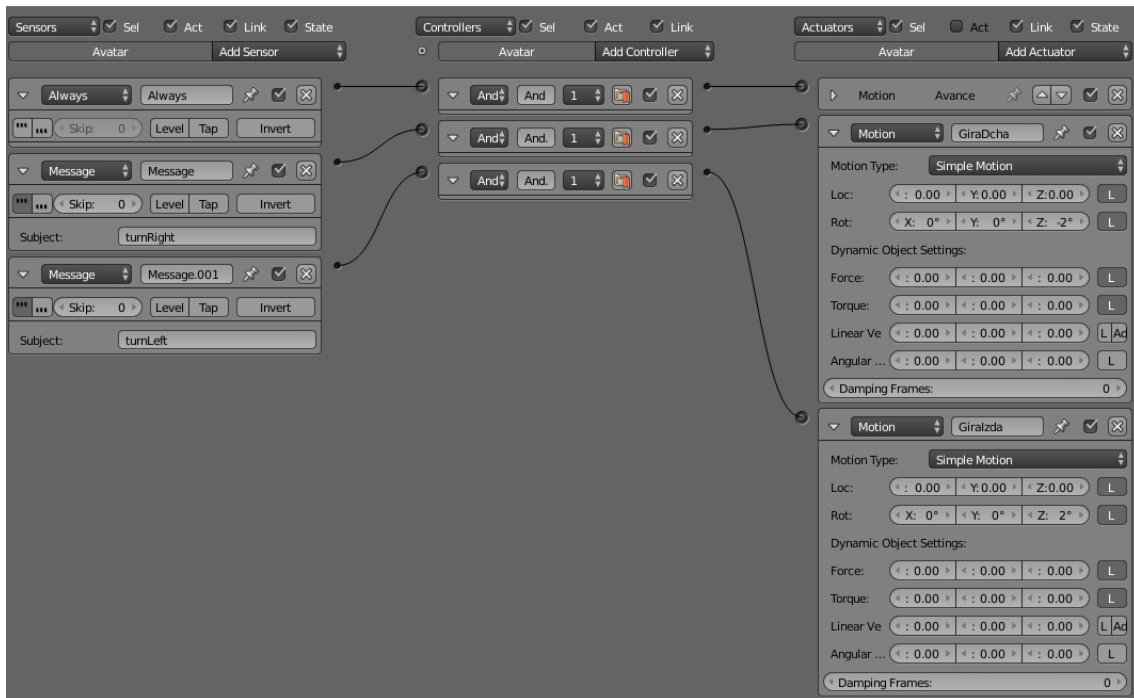 Sensors Sel Act Link State
Avatar Add Sensor
Always Always
Skip: 0 Level Tap Invert
Message Message
Skip: 0 Level Tap Invert
Subject: turnRight
Message Message.001
Skip: 0 Level Tap Invert
Subject: turnLeft
Controllers Sel Act Link
Avatar Add Controller
And And 1
And And. 1
And And. 1
Actuators Sel Act Link State
Avatar Add Actuator
Motion Avance
Motion GiraDcha
Motion Type: Simple Motion
Loc: : 0.00 Y: 0.00 Z:0.00 L
Rot: X: 0° Y: 0° Z: -2° L
Dynamic Object Settings:
Force: : 0.00 : 0.00 : 0.00 L
Torque: : 0.00 : 0.00 : 0.00 L
Linear Ve : 0.00 : 0.00 : 0.00 L Ad
Angular ... : 0.00 : 0.00 : 0.00 L
Damping Frames: 0
Motion GiraIzda
Motion Type: Simple Motion
Loc: : 0.00 Y: 0.00 Z:0.00 L
Rot: X: 0° Y: 0° Z: 2° L
Dynamic Object Settings:
Force: : 0.00 : 0.00 : 0.00 L
Torque: : 0.00 : 0.00 : 0.00 L
Linear Ve : 0.00 : 0.00 : 0.00 L Ad
Angular ... : 0.00 : 0.00 : 0.00 L
Damping Frames: 0